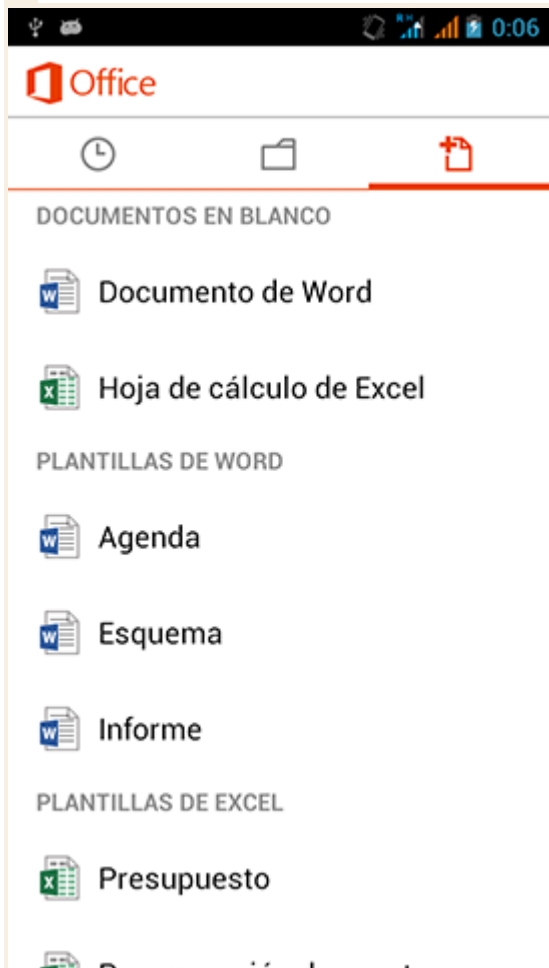 R H 0:06
Office
DOCUMENTOS EN BLANCO
Documento de Word
Hoja de cálculo de Excel
PLANTILLAS DE WORD
Agenda
Esquema
Informe
PLANTILLAS DE EXCEL
Presupuesto